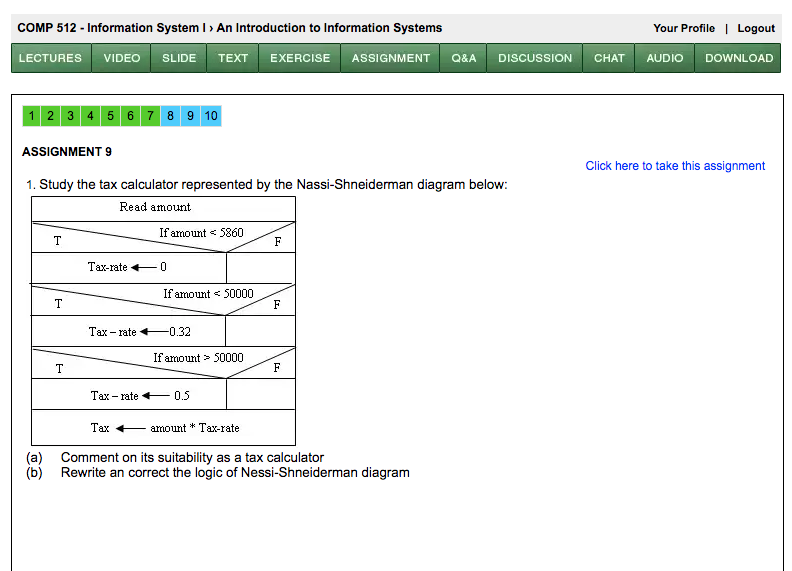 COMP 512 - Information System I › An Introduction to Information Systems Your Profile | Logout
LECTURES VIDEO SLIDE TEXT EXERCISE ASSIGNMENT Q&A DISCUSSION CHAT AUDIO DOWNLOAD
1 2 3 4 5 6 7 8 9 10
ASSIGNMENT 9
Click here to take this assignment
1. Study the tax calculator represented by the Nassi-Shneiderman diagram below:
Read amount
If amount < 5860
T F
Tax-rate ← 0
If amount < 50000
T F
Tax – rate ← 0.32
If amount > 50000
T F
Tax – rate ← 0.5
Tax ← amount * Tax-rate
(a) Comment on its suitability as a tax calculator
(b) Rewrite an correct the logic of Nessi-Shneiderman diagram